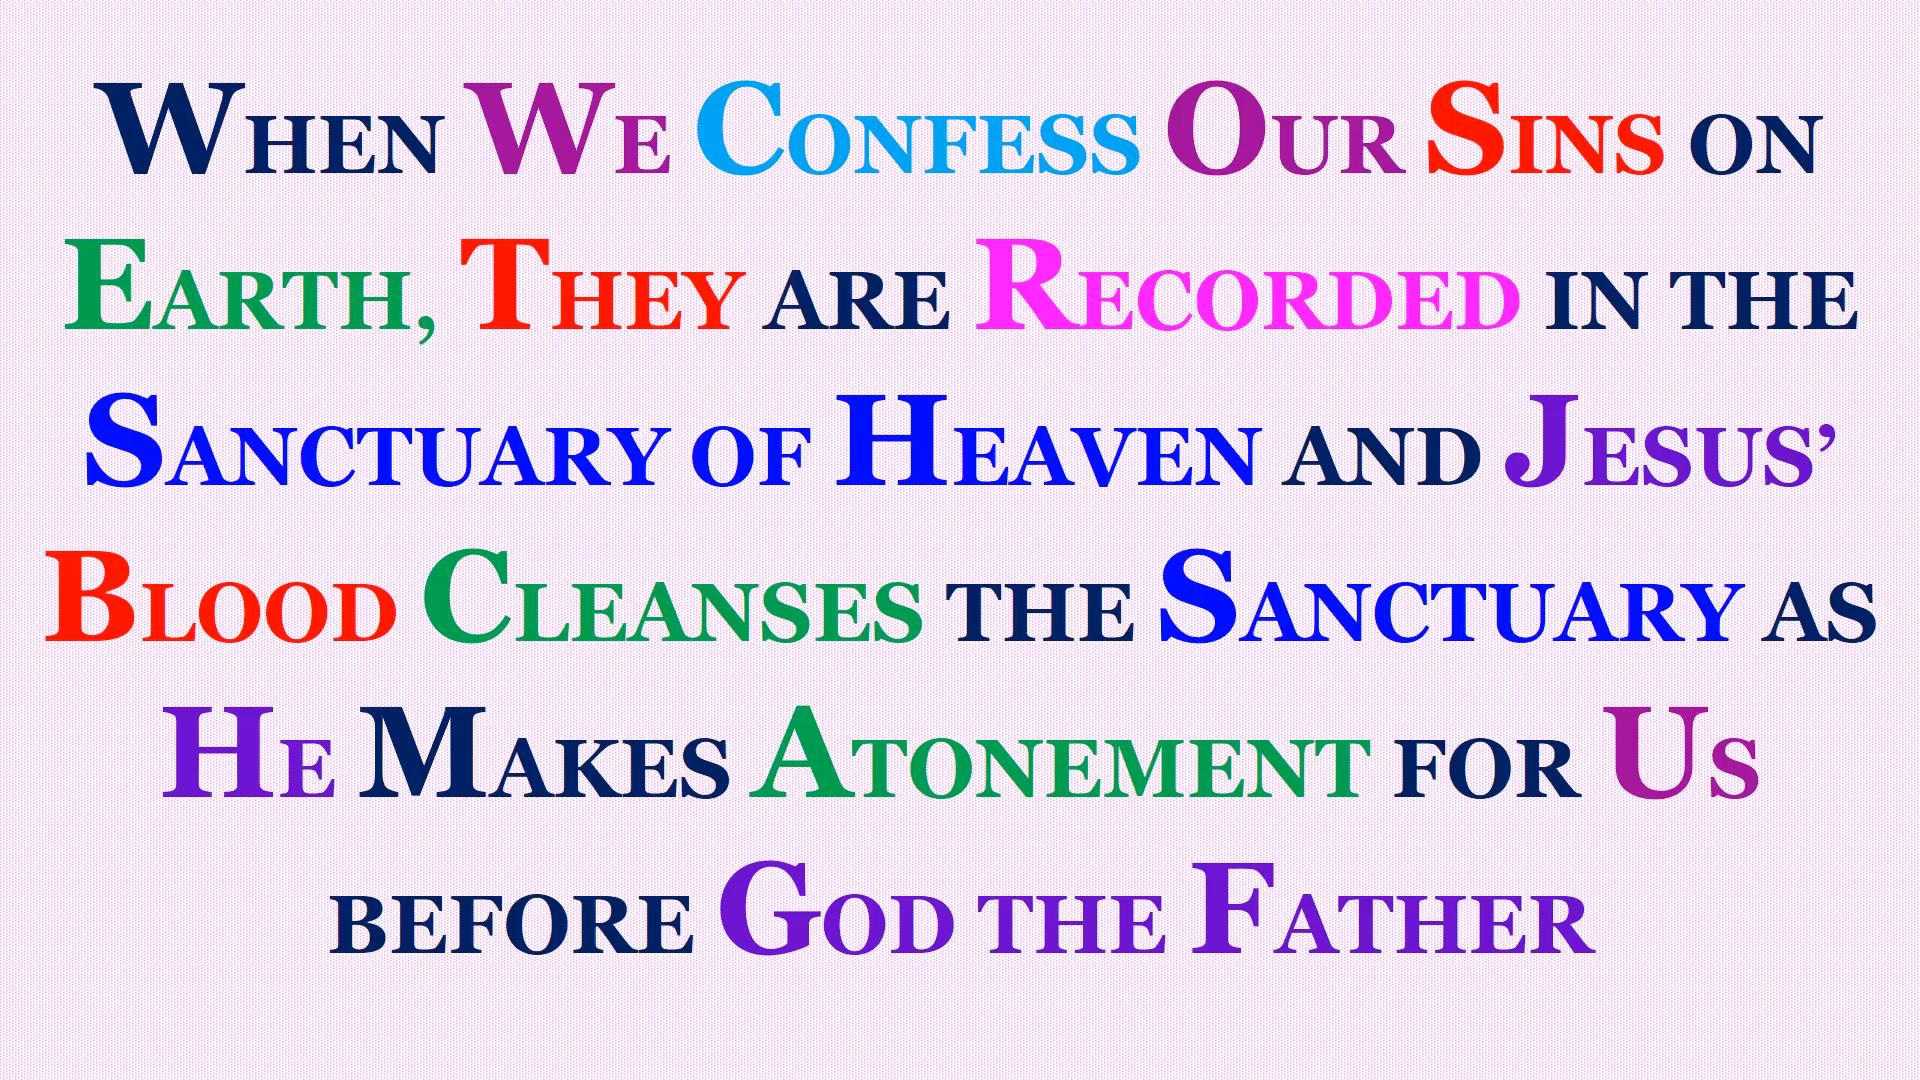 When We Confess Our Sins on
Earth, They are Recorded in the
Sanctuary of Heaven and Jesus’
Blood Cleanses the Sanctuary as
He Makes Atonement for Us
before God the Father